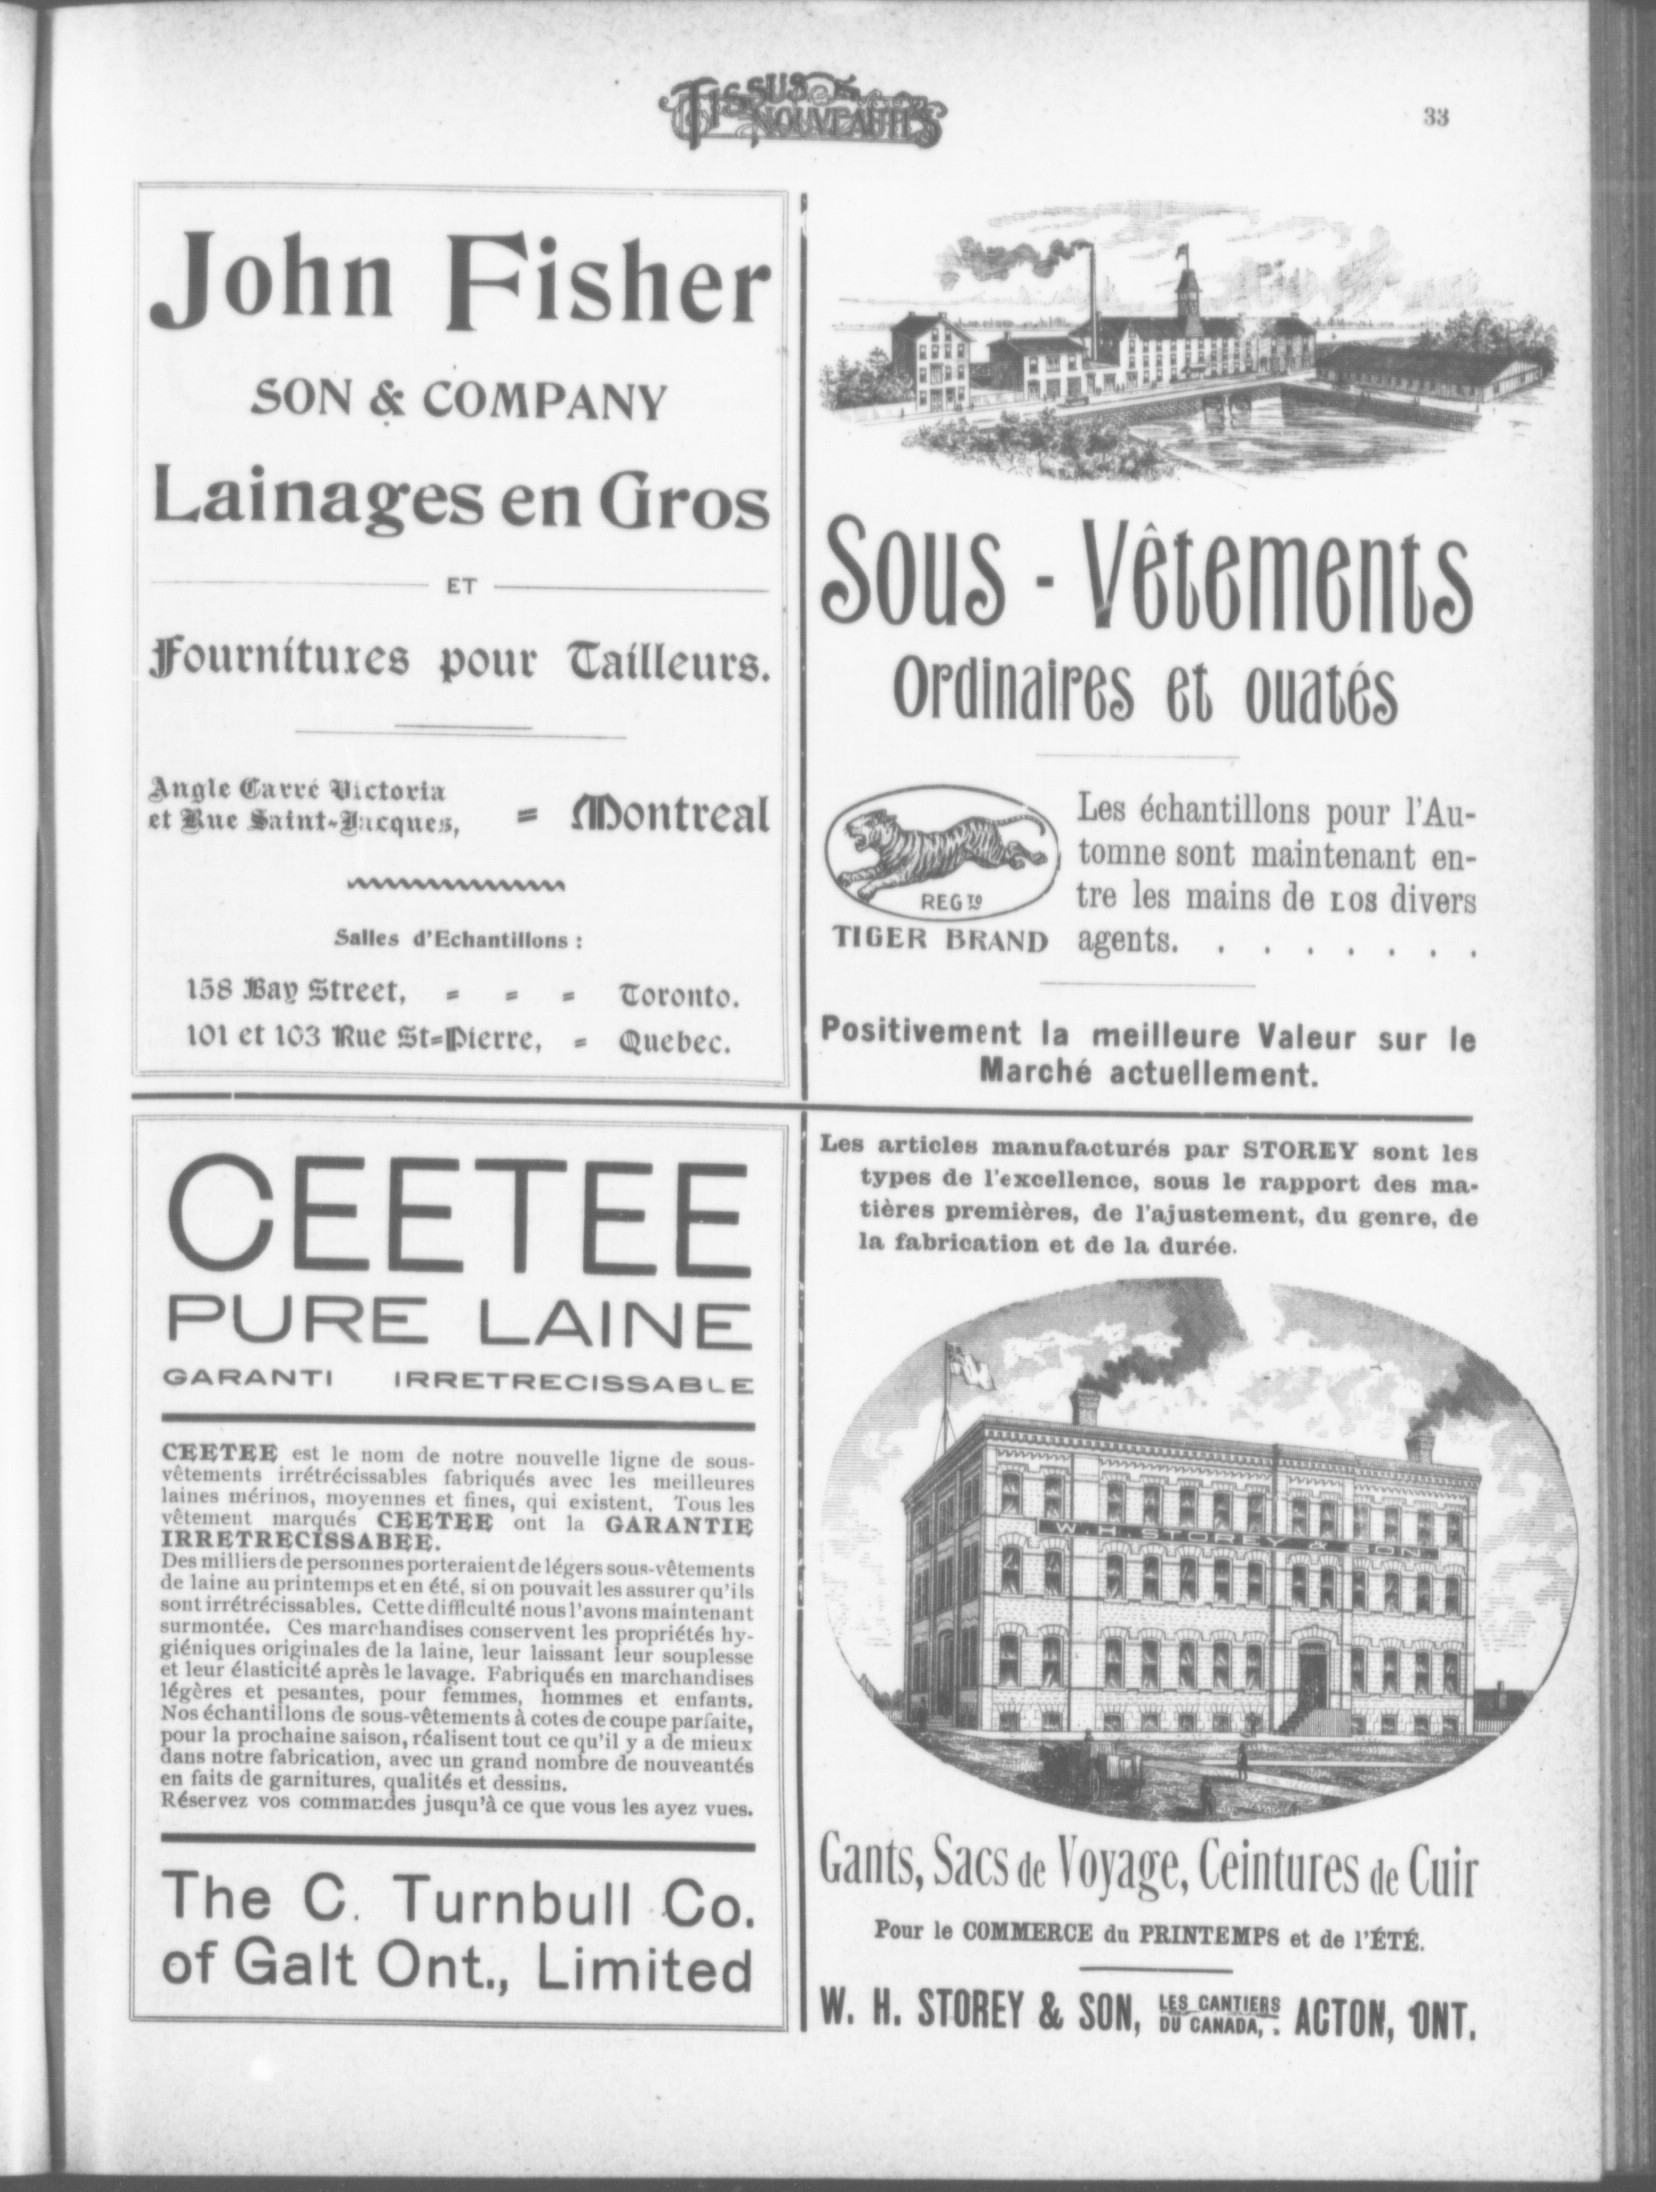 TISSUS & NOUVEAUTÉS
33
John Fisher
SON & COMPANY
Lainages en Gros
ET
Fournitures pour Tailleurs.
Angle Carré Victoria
et Rue Saint-Jacques, = Montreal
Salles d'Echantillons :
158 Bay Street, = = = Toronto.
101 et 103 Rue St-Pierre, = Quebec.
Sous - Vêtements
Ordinaires et ouatés
REGTD
TIGER BRAND
Les échantillons pour l'Au-
tomne sont maintenant en-
tre les mains de nos divers
agents. . . . . . . .
Positivement la meilleure Valeur sur le
Marché actuellement.
CEETEE
PURE LAINE
GARANTI IRRETRECISSABLE
CEETEE est le nom de notre nouvelle ligne de sous-
vêtements irrétrécissables fabriqués avec les meilleures
laines mérinos, moyennes et fines, qui existent. Tous les
vêtement marqués CEETEE ont la GARANTIE
IRRETRECISSABEE.
Des milliers de personnes porteraient de légers sous-vêtements
de laine au printemps et en été, si on pouvait les assurer qu'ils
sont irrétrécissables. Cette difficulté nous l'avons maintenant
surmontée. Ces marchandises conservent les propriétés hy-
giéniques originales de la laine, leur laissant leur souplesse
et leur élasticité après le lavage. Fabriqués en marchandises
légères et pesantes, pour femmes, hommes et enfants.
Nos échantillons de sous-vêtements à cotes de coupe parfaite,
pour la prochaine saison, réalisent tout ce qu'il y a de mieux
dans notre fabrication, avec un grand nombre de nouveautés
en faits de garnitures, qualités et dessins.
Réservez vos commandes jusqu'à ce que vous les ayez vues.
The C. Turnbull Co.
of Galt Ont., Limited
Les articles manufacturés par STOREY sont les
types de l'excellence, sous le rapport des ma-
tières premières, de l'ajustement, du genre, de
la fabrication et de la durée.
W. H. STOREY & SON.
Gants, Sacs de Voyage, Ceintures de Cuir
Pour le COMMERCE du PRINTEMPS et de l'ÉTÉ.
W. H. STOREY & SON, LES GANTIERS DU CANADA, . ACTON, ONT.